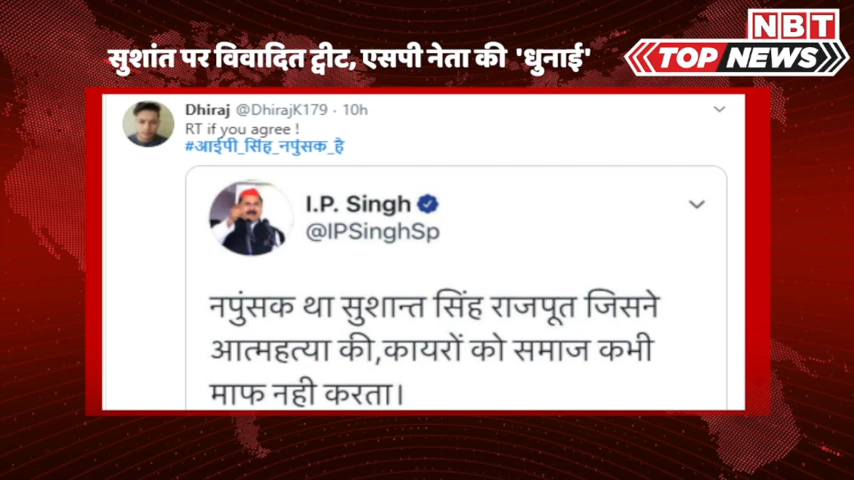 सुशांत पर विवादित ट्वीट, एसपी नेता की 'धुनाई'
NBT
TOP NEWS
Dhiraj @DhirajK179 · 10h
RT if you agree !
#आईपी_सिंह_नपुंसक_है
I.P. Singh
@IPSinghSp
नपुंसक था सुशान्त सिंह राजपूत जिसने
आत्महत्या की,कायरों को समाज कभी
माफ नही करता।